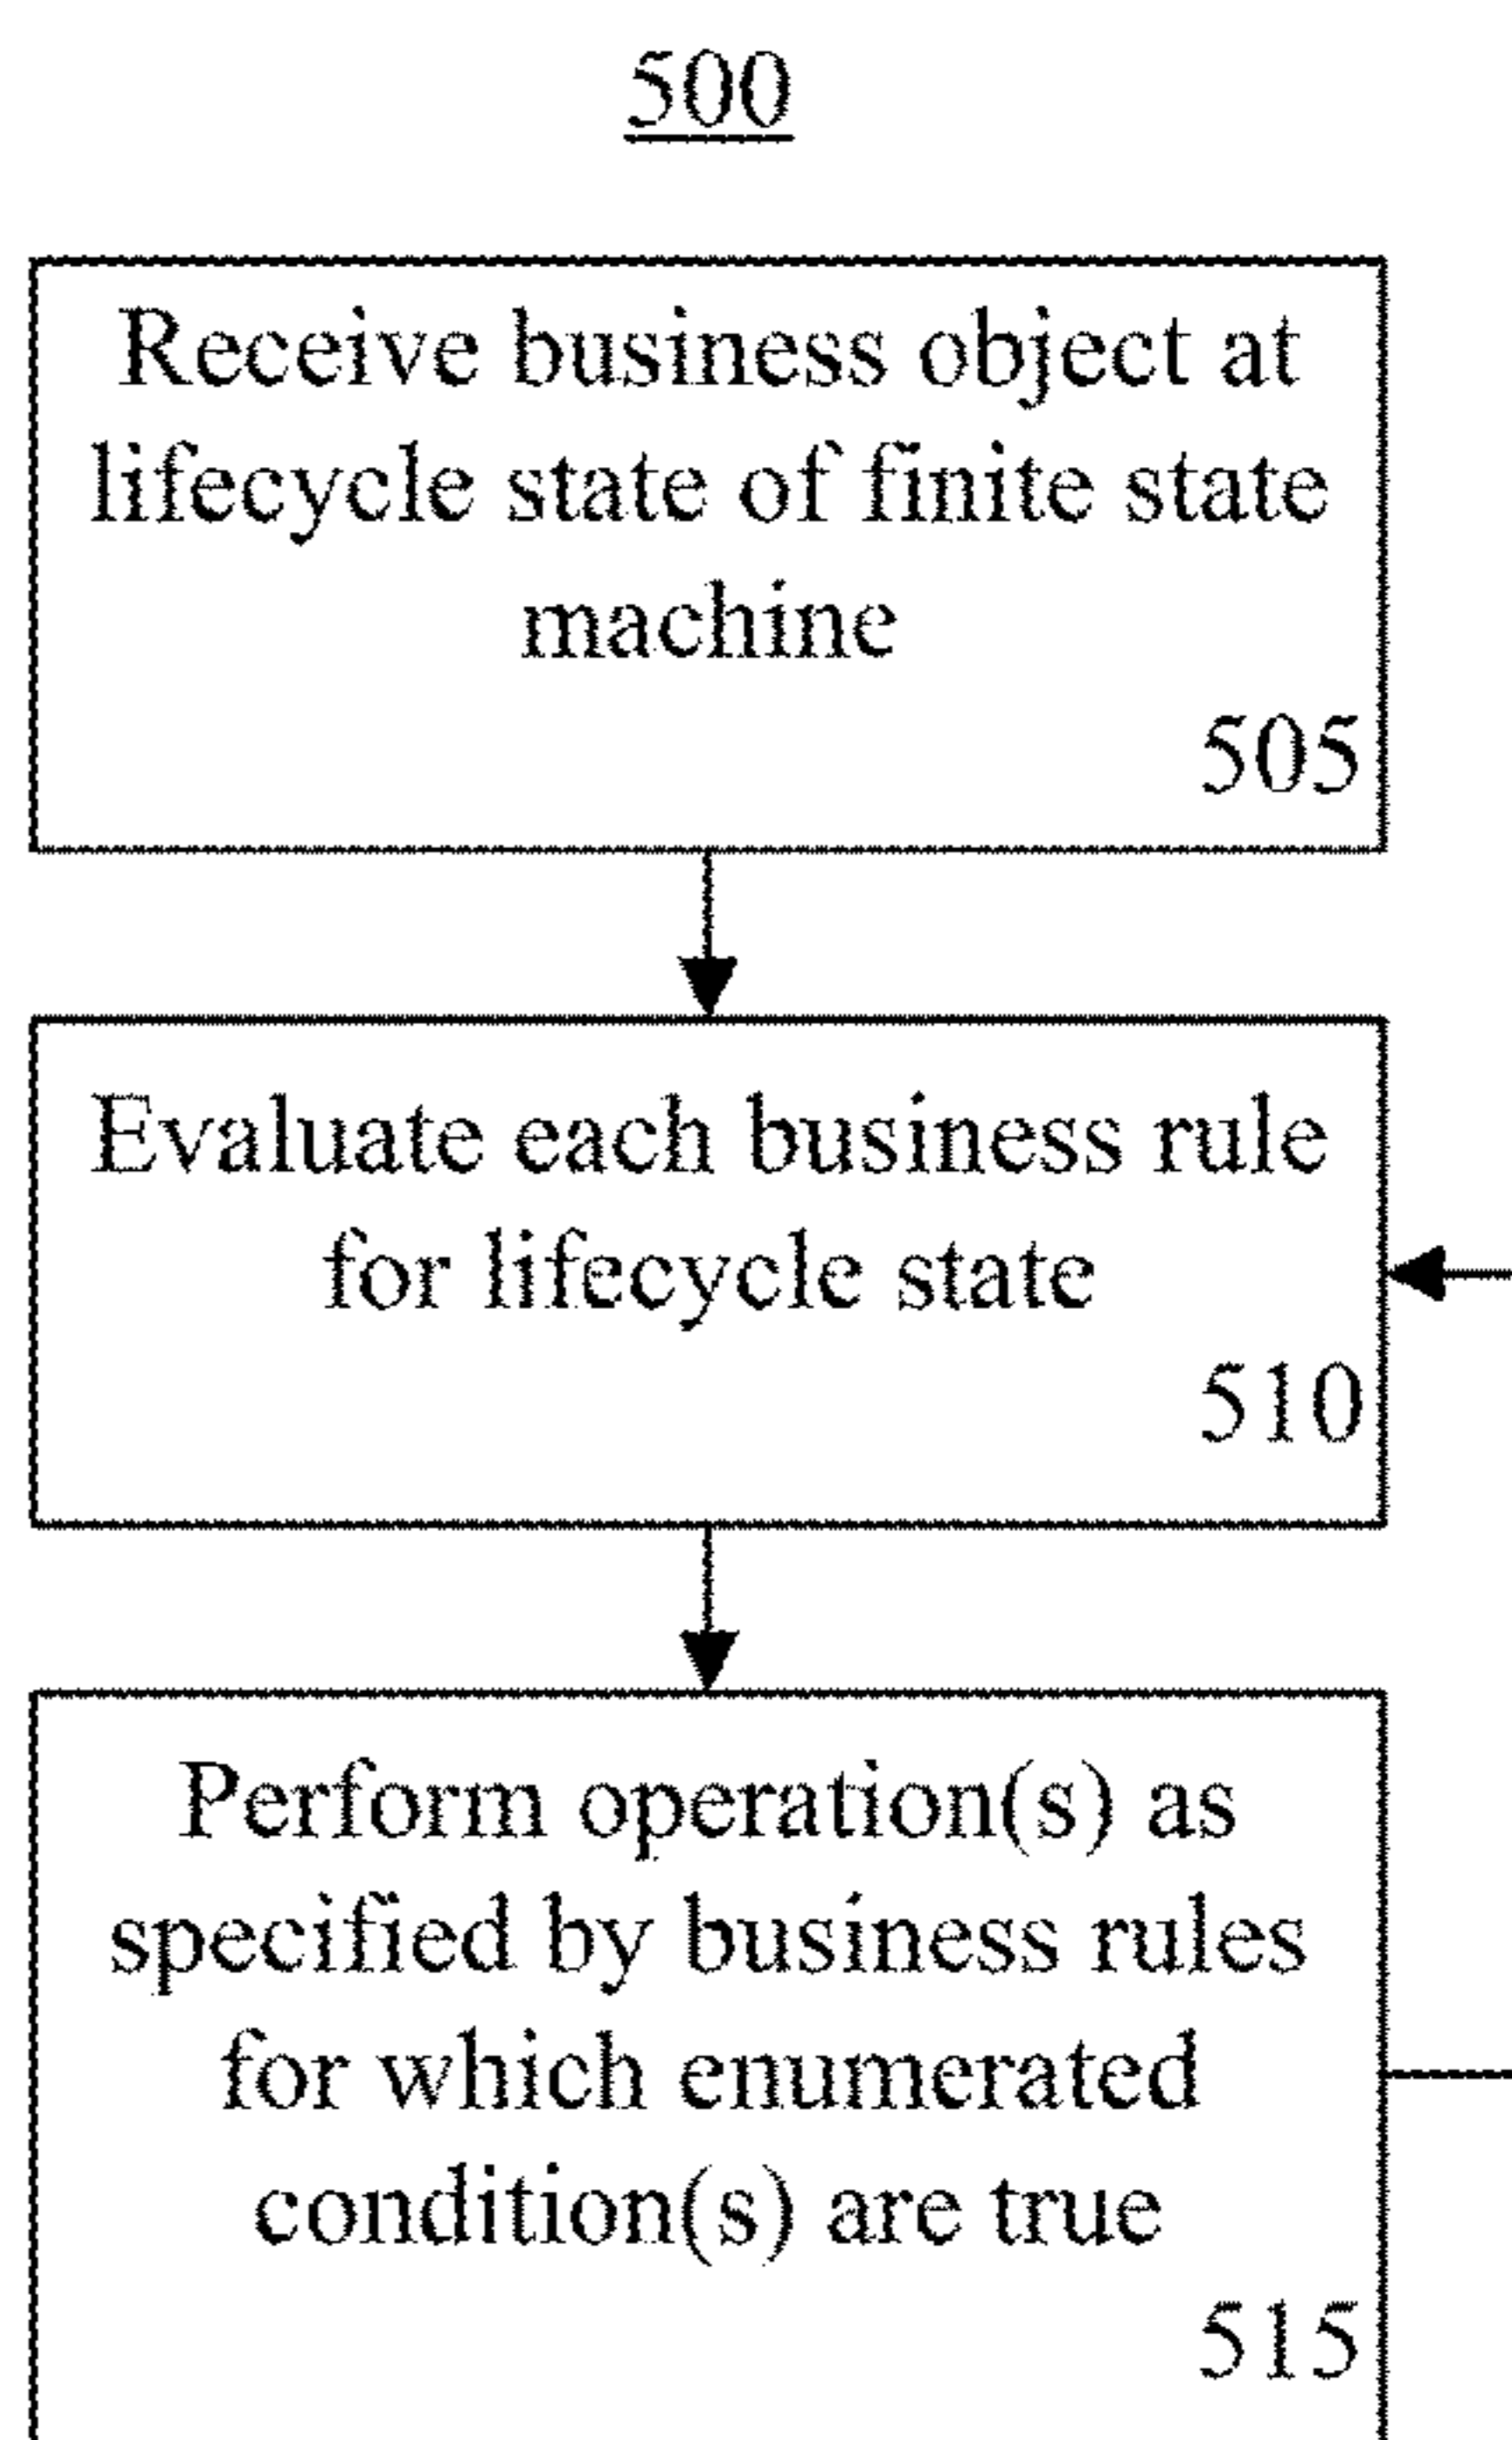 500
Receive business object at
lifecycle state of finite state
machine
505
Evaluate each business rule
for lifecycle state
510
Perform operation(s) as
specified by business rules
for which enumerated
condition(s) are true
515